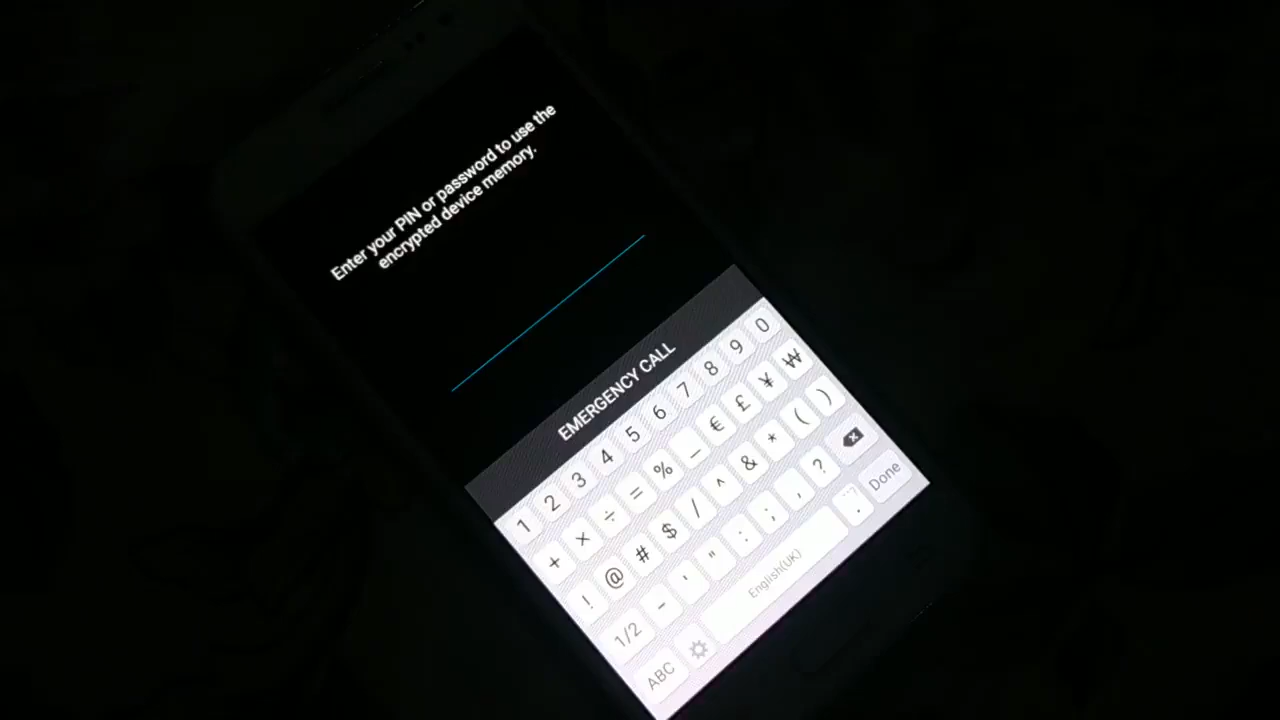 Enter your PIN or password to use the
encrypted device memory.
EMERGENCY CALL
1 2 3 4 5 6 7 8 9 0
+ × ÷ = % _ € £ ¥ ₩
! @ # $ / ^ & * ( )
1/2 - ' " : ; , ?
ABC English(UK) . Done